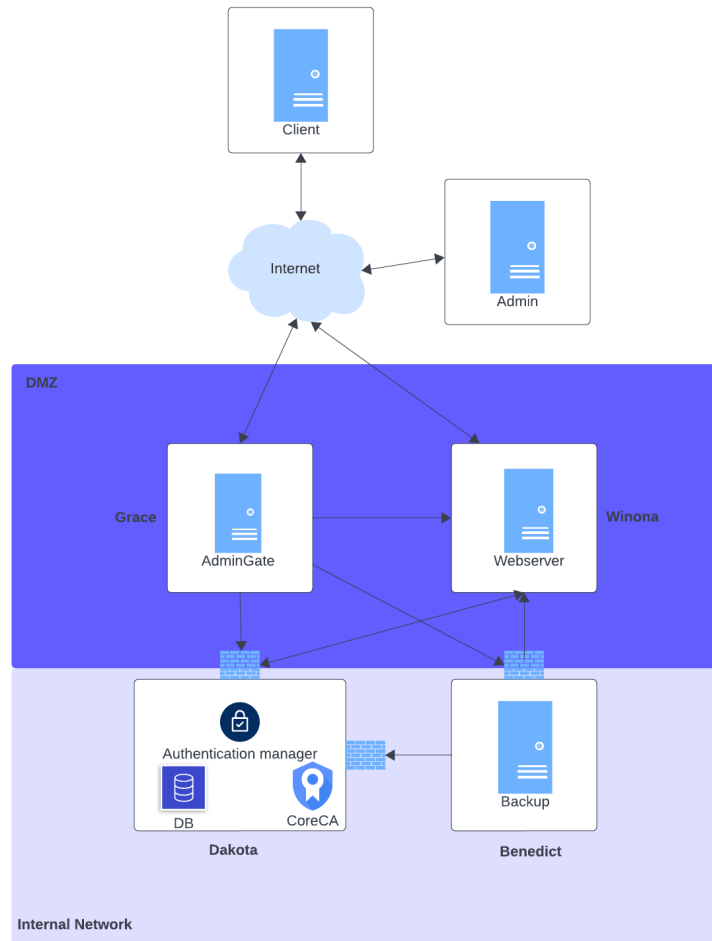 Client
Internet
Admin
DMZ
Grace
AdminGate
Webserver
Winona
Authentication manager
DB
CoreCA
Backup
Dakota
Benedict
Internal Network